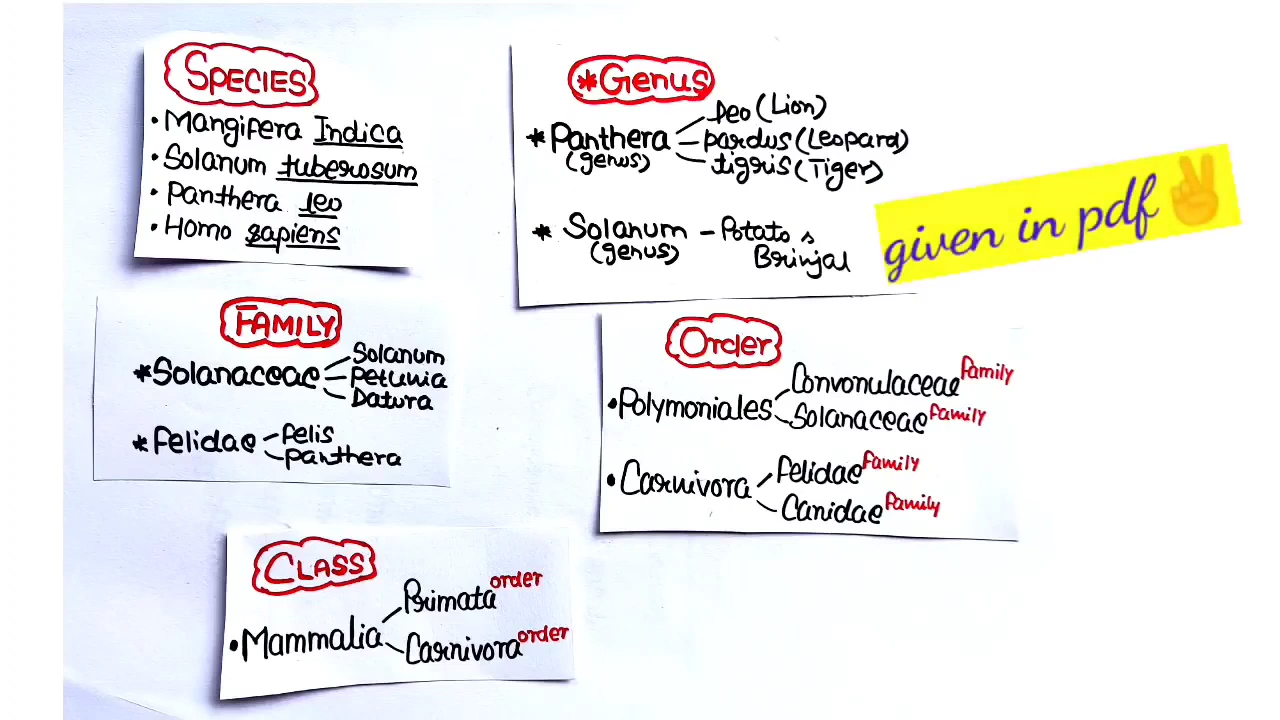 SPECIES
• Mangifera Indica
• Solanum tuberosum
• Panthera leo
• Homo sapiens
*Genus
leo (Lion)
* Panthera – pardus (Leopard)
(genus) tigris (Tiger)
* Solanum – Potato,
(genus) Brinjal
given in pdf ✌
FAMILY
Solanum
*Solanaceae – Petunia
Datura
*Felidae – felis
panthera
Order
Convonulaceae family
•Polymoniales
Solanaceae family
•Carnivora Felidae family
Canidae family
CLASS
Primata order
•Mammalia
Carnivora order